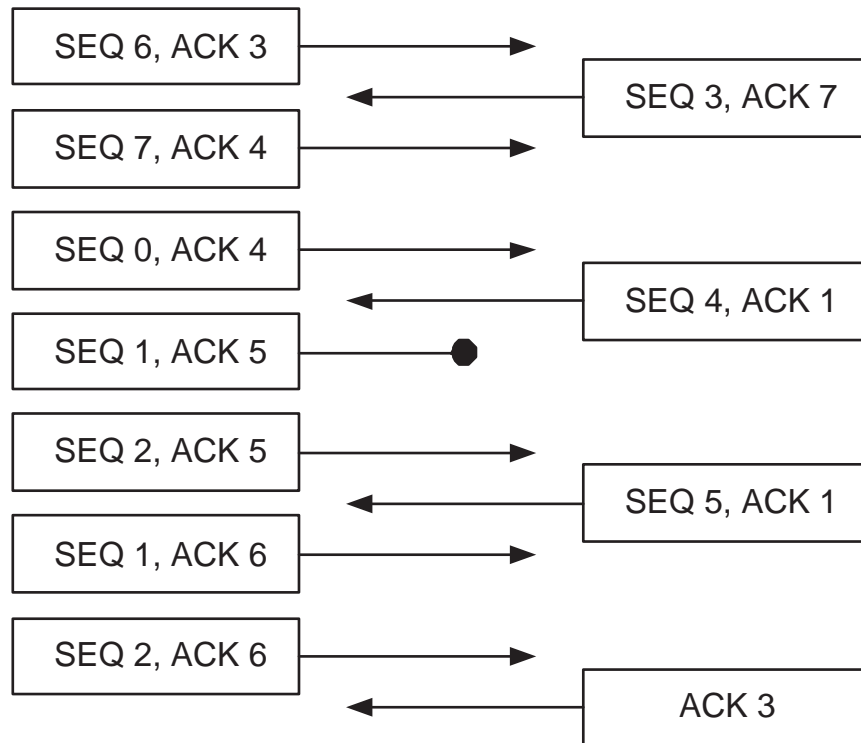 SEQ 6, ACK 3
SEQ 3, ACK 7
SEQ 7, ACK 4
SEQ 0, ACK 4
SEQ 4, ACK 1
SEQ 1, ACK 5
SEQ 2, ACK 5
SEQ 5, ACK 1
SEQ 1, ACK 6
SEQ 2, ACK 6
ACK 3